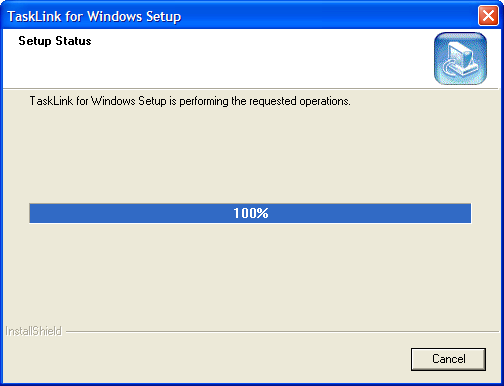 TaskLink for Windows Setup
Setup Status
TaskLink for Windows Setup is performing the requested operations.
100%
InstallShield
Cancel